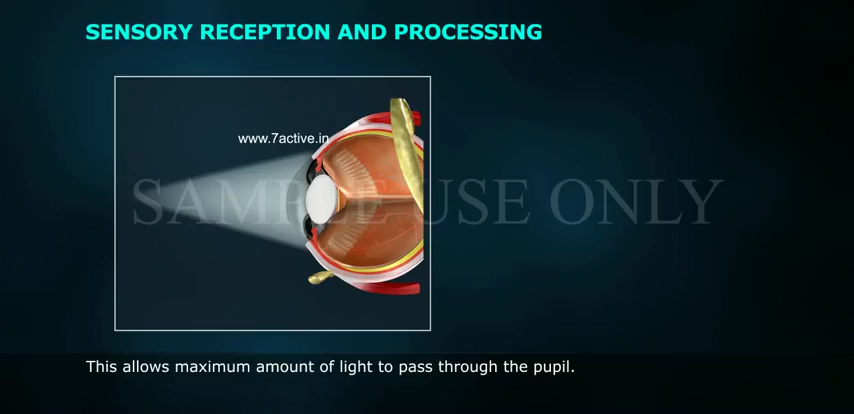 SENSORY RECEPTION AND PROCESSING
www.7active.in
SAMPLE USE ONLY
This allows maximum amount of light to pass through the pupil.